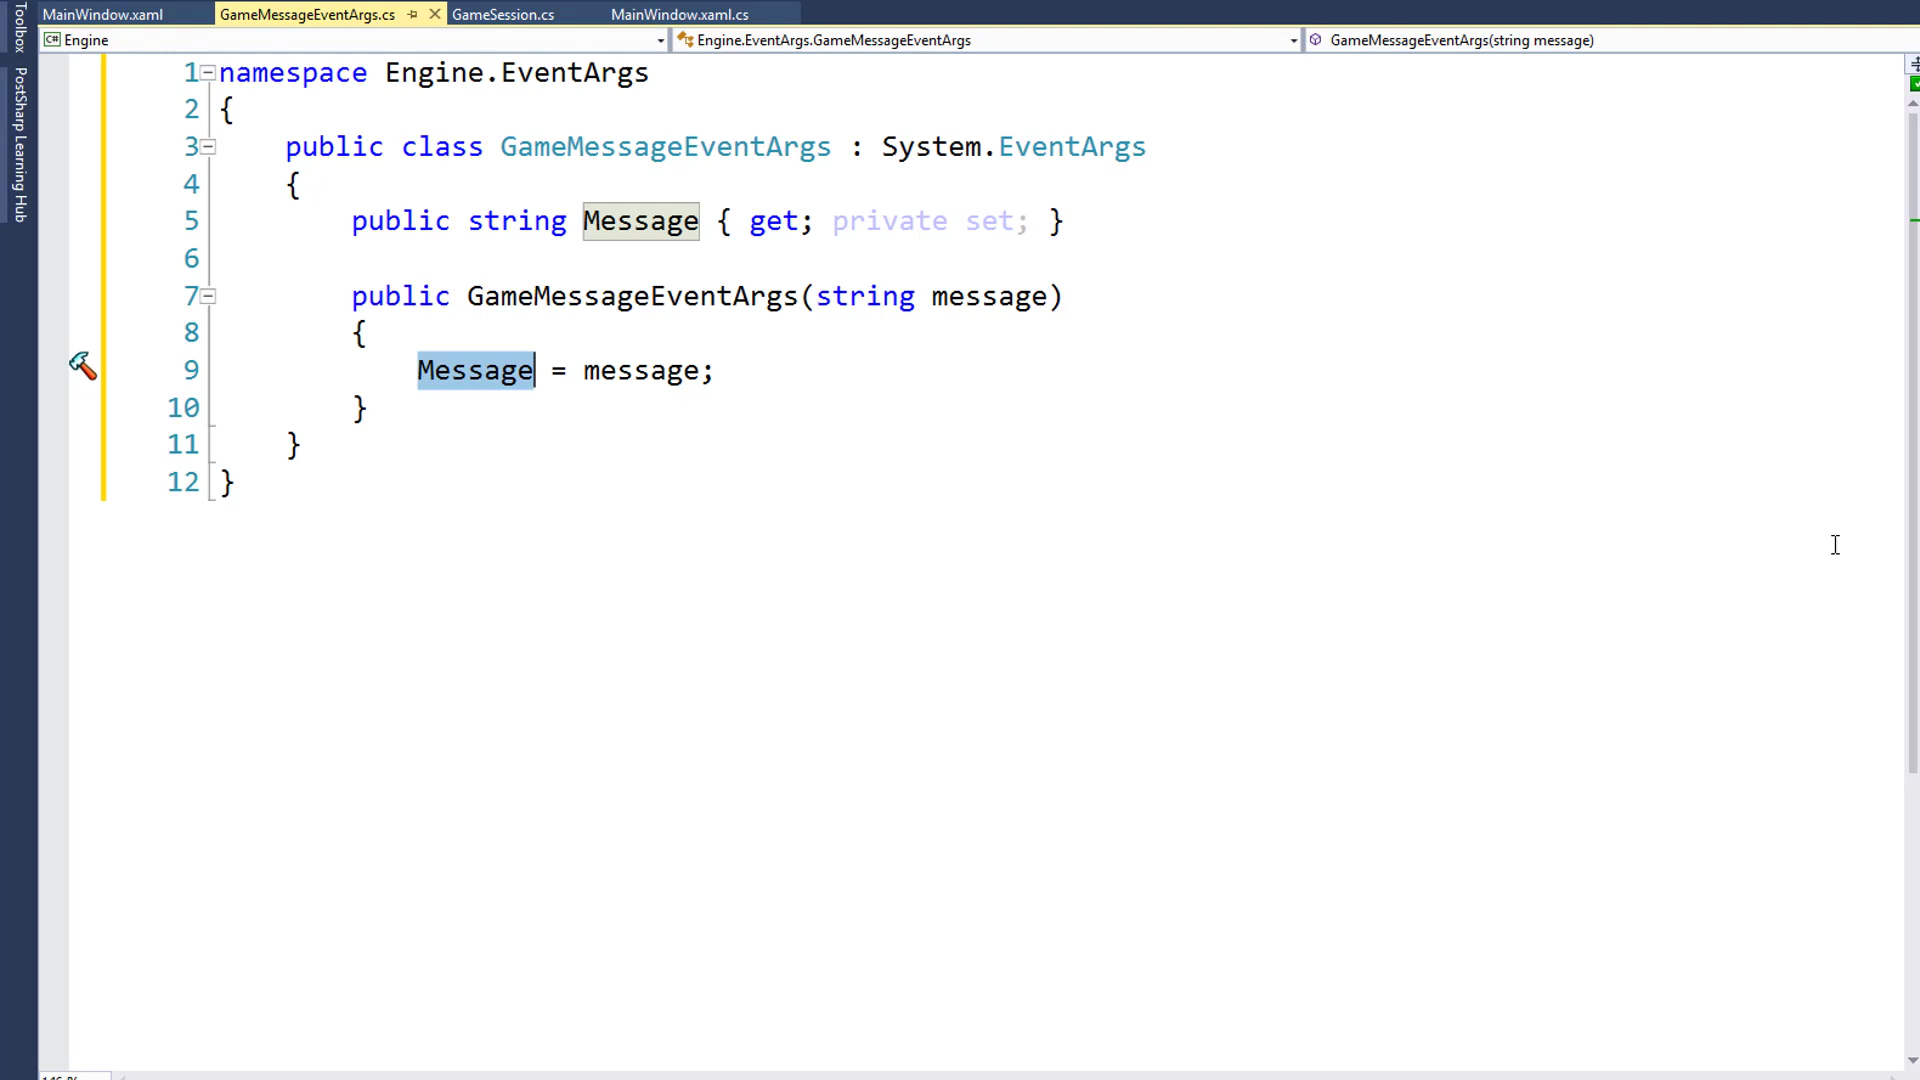 MainWindow.xaml
GameMessageEventArgs.cs
GameSession.cs
MainWindow.xaml.cs
C# Engine
Engine.EventArgs.GameMessageEventArgs
GameMessageEventArgs(string message)
Toolbox
PostSharp Learning Hub
1 namespace Engine.EventArgs
2 {
3 public class GameMessageEventArgs : System.EventArgs
4 {
5 public string Message { get; private set; }
6
7 public GameMessageEventArgs(string message)
8 {
9 Message = message;
10 }
11 }
12 }